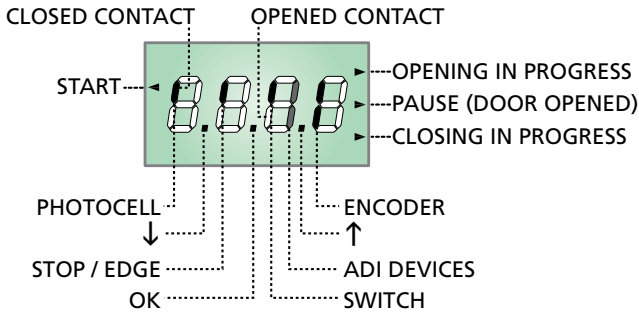 CLOSED CONTACT OPENED CONTACT
START
OPENING IN PROGRESS
PAUSE (DOOR OPENED)
CLOSING IN PROGRESS
PHOTOCELL ENCODER
↓ ↑
STOP / EDGE ADI DEVICES
OK SWITCH